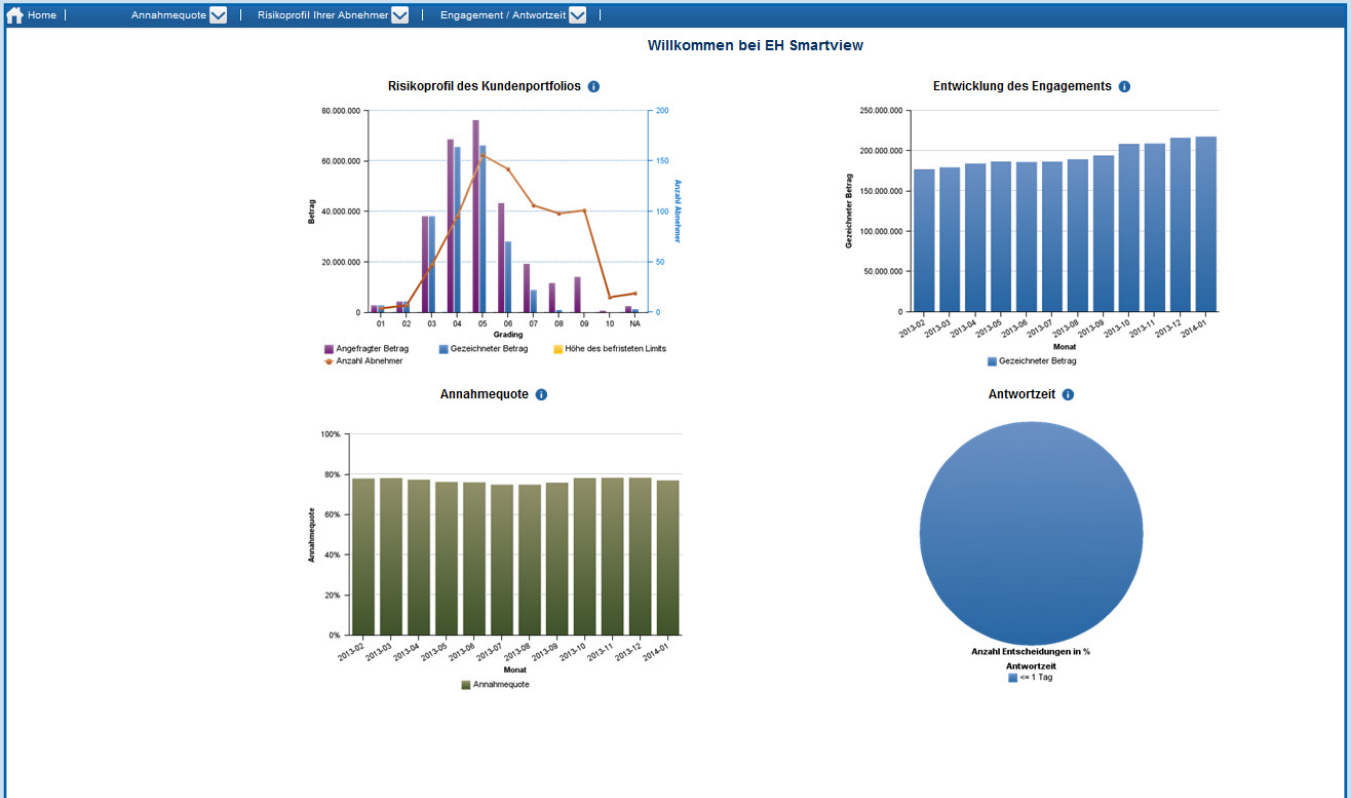 Home |
Annahmequote |
Risikoprofil Ihrer Abnehmer |
Engagement / Antwortzeit |
Willkommen bei EH Smartview
Risikoprofil des Kundenportfolios i
80.000.000
60.000.000
40.000.000
20.000.000
0
Betrag
200
150
100
50
0
Anzahl Abnehmer
01 02 03 04 05 06 07 08 09 10 NA
Grading
Angefragter Betrag Gezeichneter Betrag Höhe des befristeten Limits
Anzahl Abnehmer
Entwicklung des Engagements i
250.000.000
200.000.000
150.000.000
100.000.000
50.000.000
0
Gezeichneter Betrag
2013-02 2013-03 2013-04 2013-05 2013-06 2013-07 2013-08 2013-09 2013-10 2013-11 2013-12 2014-01
Monat
Gezeichneter Betrag
Annahmequote i
100%
80%
60%
40%
20%
0%
Annahmequote
2013-02 2013-03 2013-04 2013-05 2013-06 2013-07 2013-08 2013-09 2013-10 2013-11 2013-12 2014-01
Monat
Annahmequote
Antwortzeit i
Anzahl Entscheidungen in %
Antwortzeit
<= 1 Tag